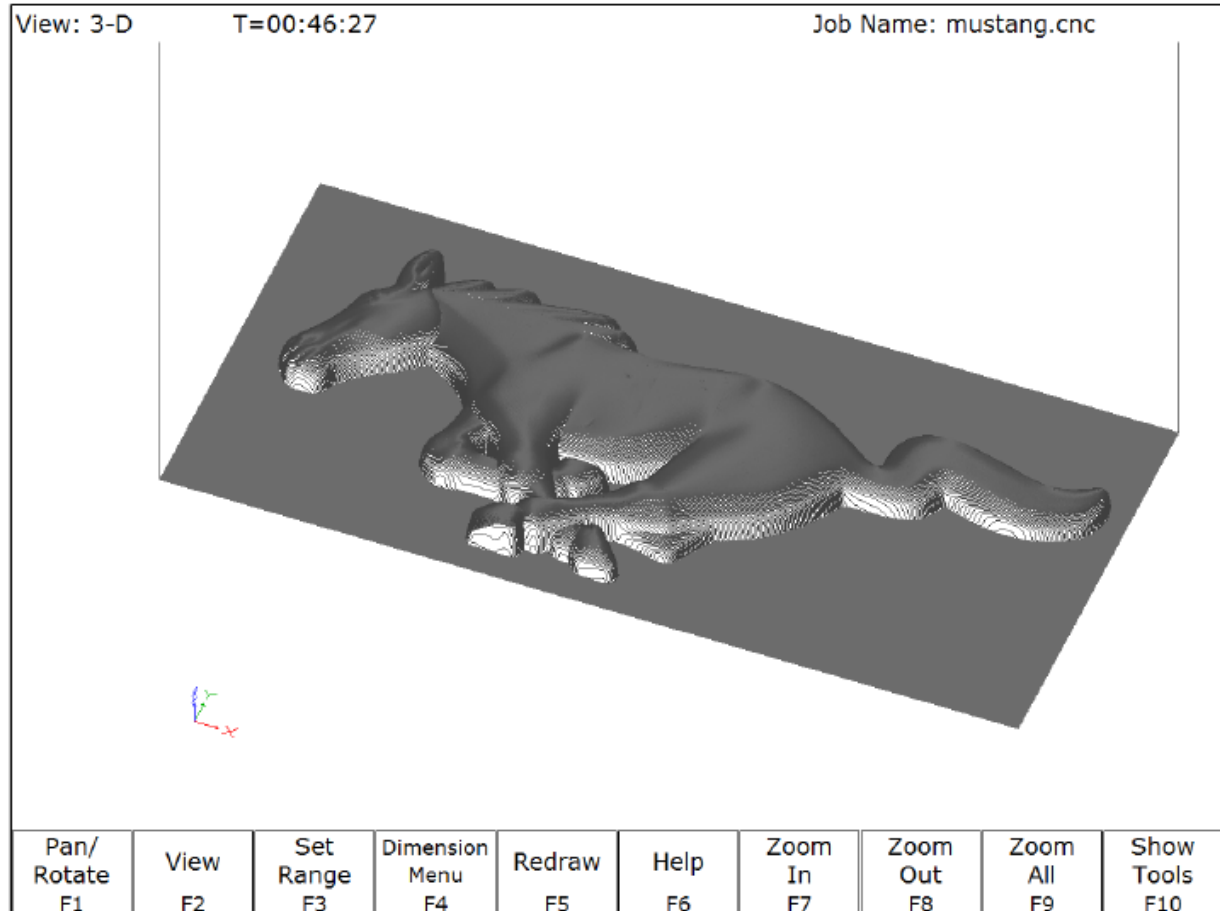 View: 3-D T=00:46:27 Job Name: mustang.cnc
Y
X
Pan/ Rotate F1
View F2
Set Range F3
Dimension Menu F4
Redraw F5
Help F6
Zoom In F7
Zoom Out F8
Zoom All F9
Show Tools F10